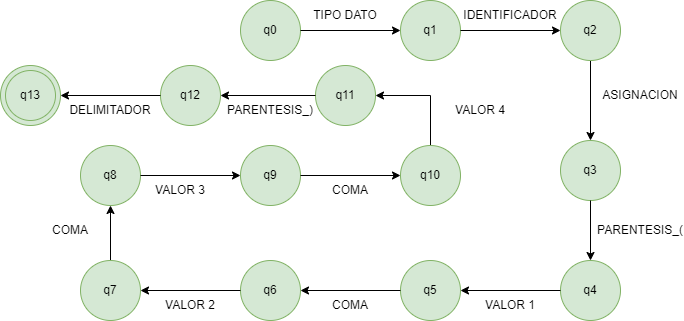 q0
TIPO DATO
q1
IDENTIFICADOR
q2
ASIGNACION
q3
PARENTESIS_(
q4
VALOR 1
q5
COMA
q6
VALOR 2
q7
COMA
q8
VALOR 3
q9
COMA
q10
VALOR 4
q11
PARENTESIS_)
q12
DELIMITADOR
q13